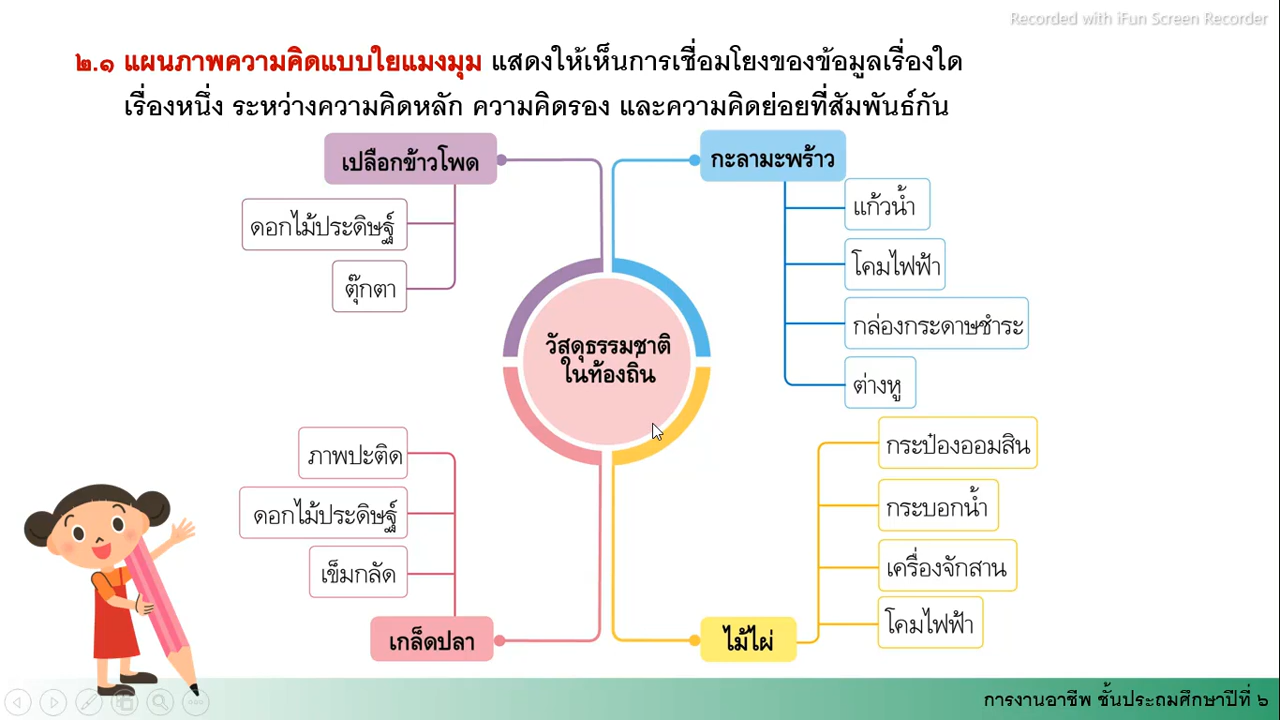 Recorded with iFun Screen Recorder
๒.๑ แผนภาพความคิดแบบใยแมงมุม แสดงให้เห็นการเชื่อมโยงของข้อมูลเรื่องใด
เรื่องหนึ่ง ระหว่างความคิดหลัก ความคิดรอง และความคิดย่อยที่สัมพันธ์กัน
เปลือกข้าวโพด
ดอกไม้ประดิษฐ์
ตุ๊กตา
กะลามะพร้าว
แก้วน้ำ
โคมไฟฟ้า
กล่องกระดาษชำระ
ต่างหู
วัสดุธรรมชาติ
ในท้องถิ่น
ภาพปะติด
ดอกไม้ประดิษฐ์
เข็มกลัด
เกล็ดปลา
กระป๋องออมสิน
กระบอกน้ำ
เครื่องจักสาน
โคมไฟฟ้า
ไม้ไผ่
การงานอาชีพ ชั้นประถมศึกษาปีที่ ๖